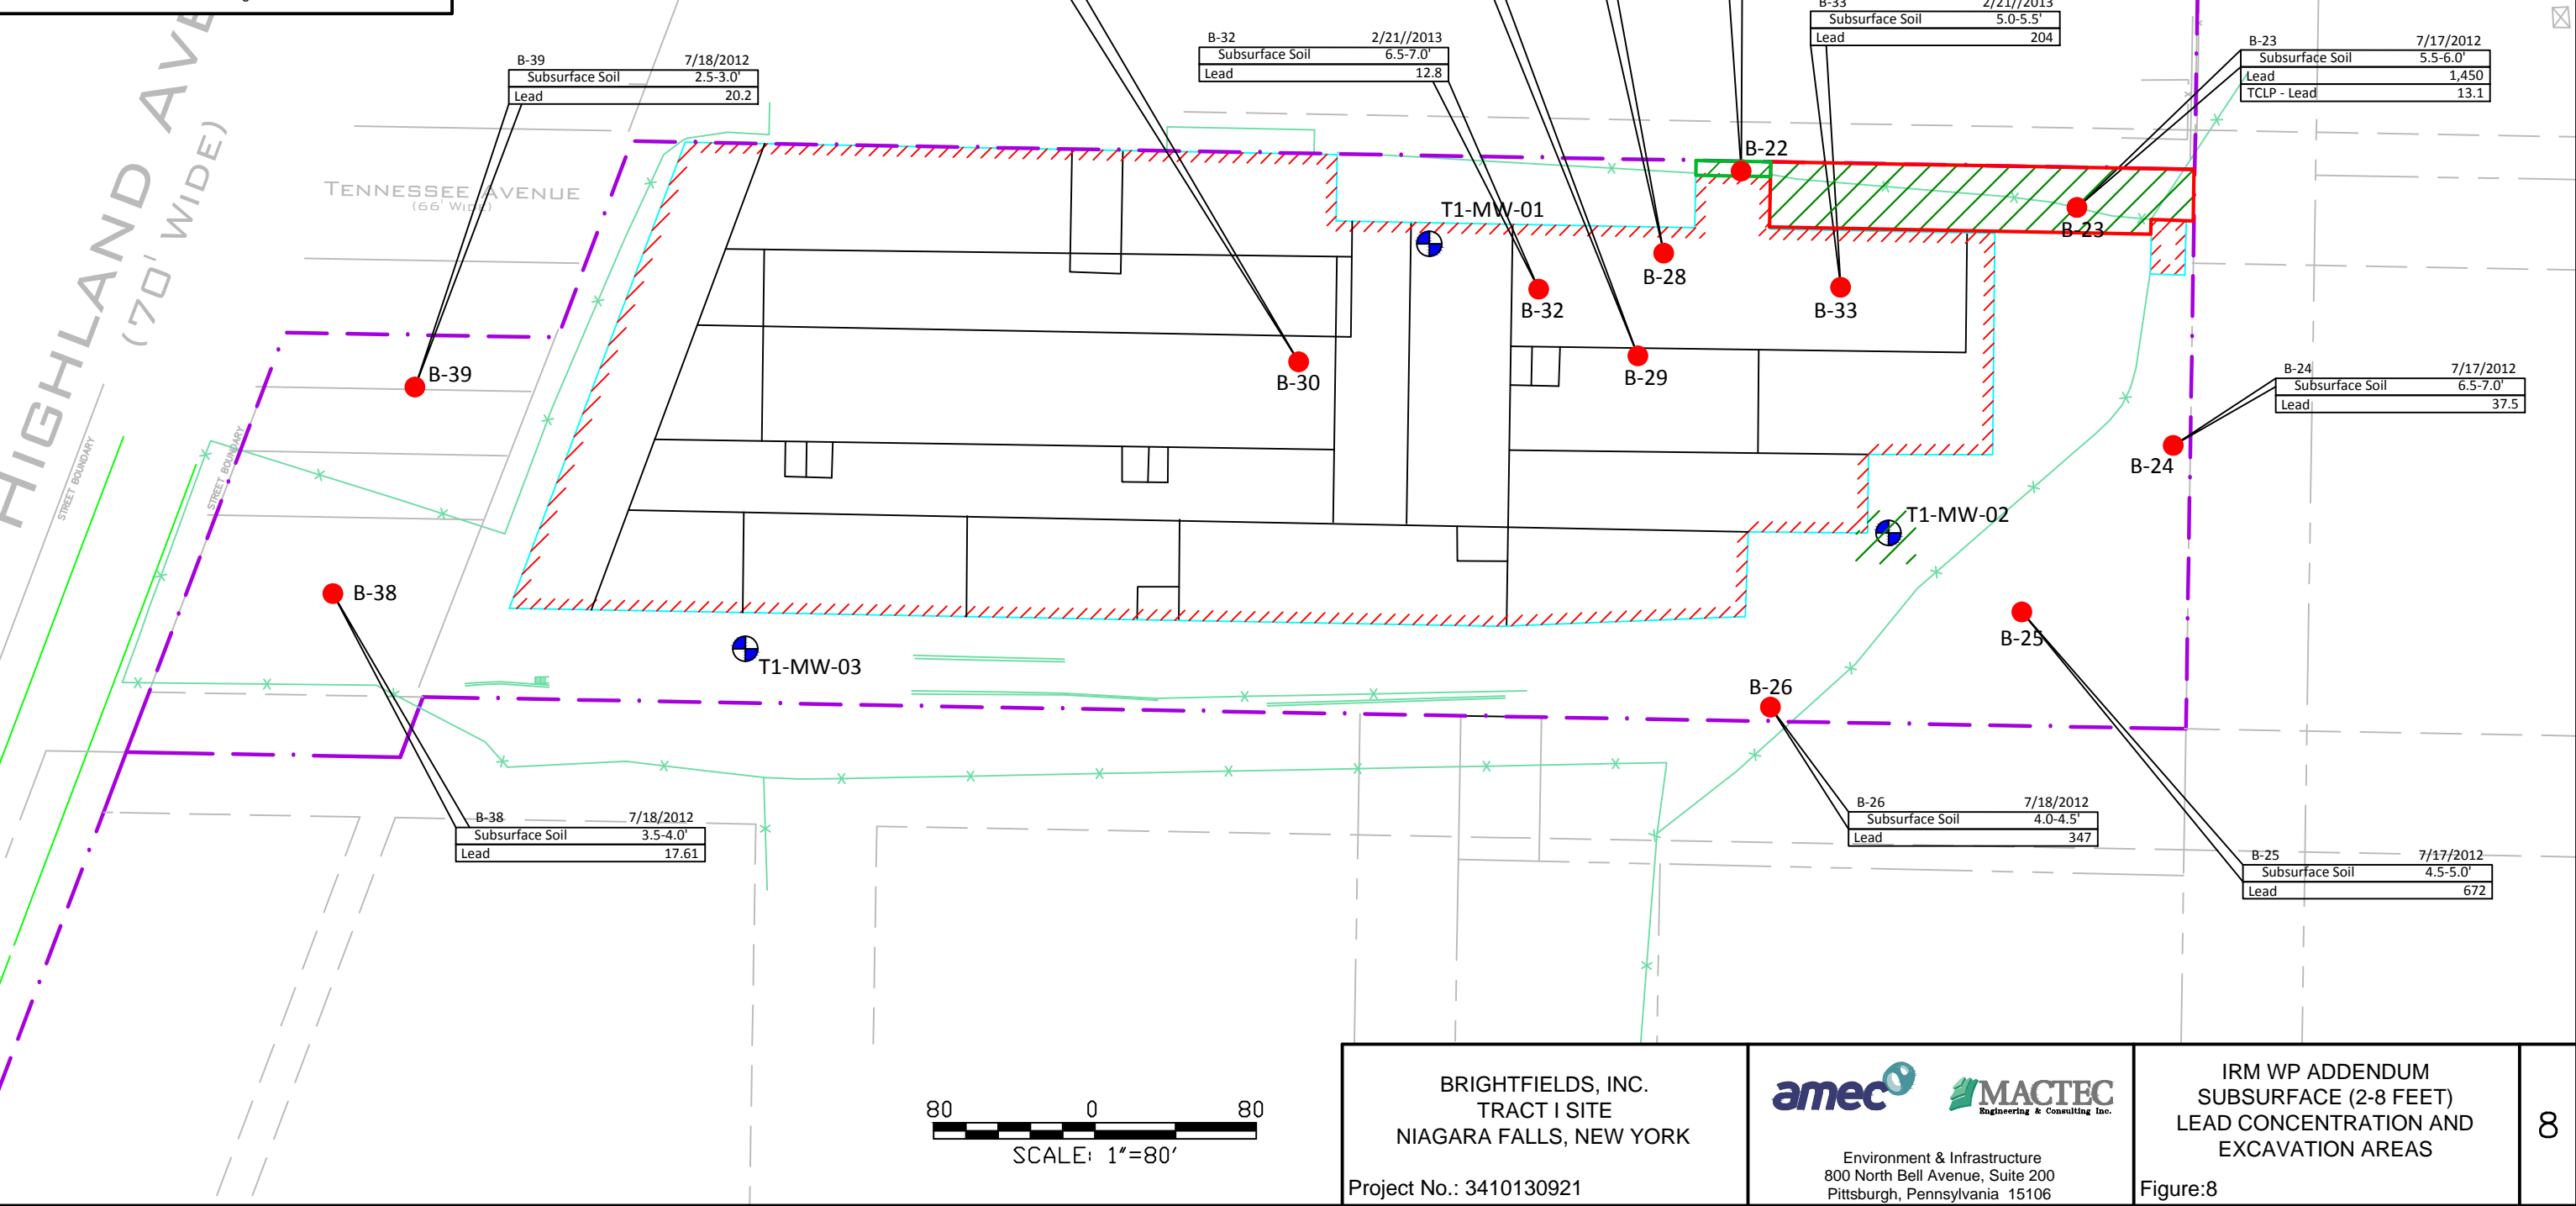 HIGHLAND AVE
(70' WIDE)
TENNESSEE AVENUE
(66' WIDE)
STREET BOUNDARY
STREET BOUNDARY
B-39 7/18/2012
Subsurface Soil 2.5-3.0'
Lead 20.2
B-32 2/21//2013
Subsurface Soil 6.5-7.0'
Lead 12.8
B-33 2/21//2013
Subsurface Soil 5.0-5.5'
Lead 204
B-23 7/17/2012
Subsurface Soil 5.5-6.0'
Lead 1,450
TCLP - Lead 13.1
B-24 7/17/2012
Subsurface Soil 6.5-7.0'
Lead 37.5
B-22
T1-MW-01
B-23
B-28
B-32
B-33
B-39
B-30
B-29
B-24
T1-MW-02
B-38
B-25
T1-MW-03
B-26
B-38 7/18/2012
Subsurface Soil 3.5-4.0'
Lead 17.61
B-26 7/18/2012
Subsurface Soil 4.0-4.5'
Lead 347
B-25 7/17/2012
Subsurface Soil 4.5-5.0'
Lead 672
80 0 80
SCALE: 1"=80'
BRIGHTFIELDS, INC.
TRACT I SITE
NIAGARA FALLS, NEW YORK
Project No.: 3410130921
amec
MACTEC
Engineering & Consulting Inc.
Environment & Infrastructure
800 North Bell Avenue, Suite 200
Pittsburgh, Pennsylvania 15106
IRM WP ADDENDUM
SUBSURFACE (2-8 FEET)
LEAD CONCENTRATION AND
EXCAVATION AREAS
Figure:8
8